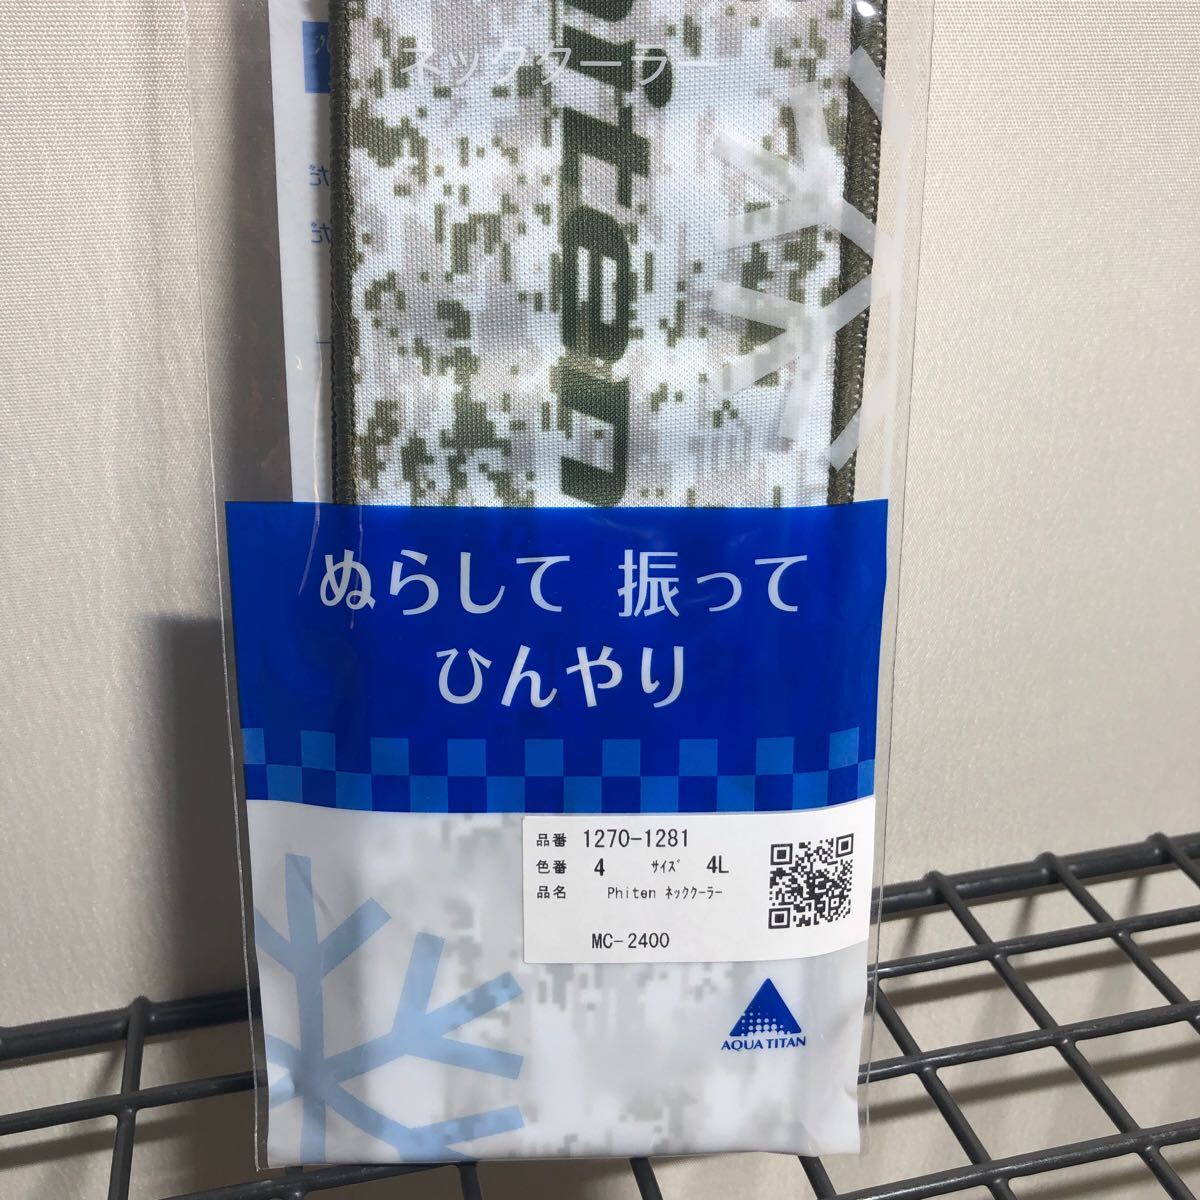 ネッククーラー
Phiten
ぬらして 振って
ひんやり
品番 1270-1281
色番 4 ｻｲｽﾞ 4L
品名 Phiten ﾈｯｸｸｰﾗｰ
MC-2400
AQUA TITAN